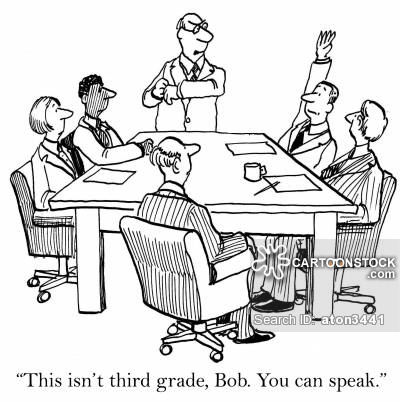 CARTOONSTOCK
.com
Search ID: aton3441
“This isn’t third grade, Bob. You can speak.”